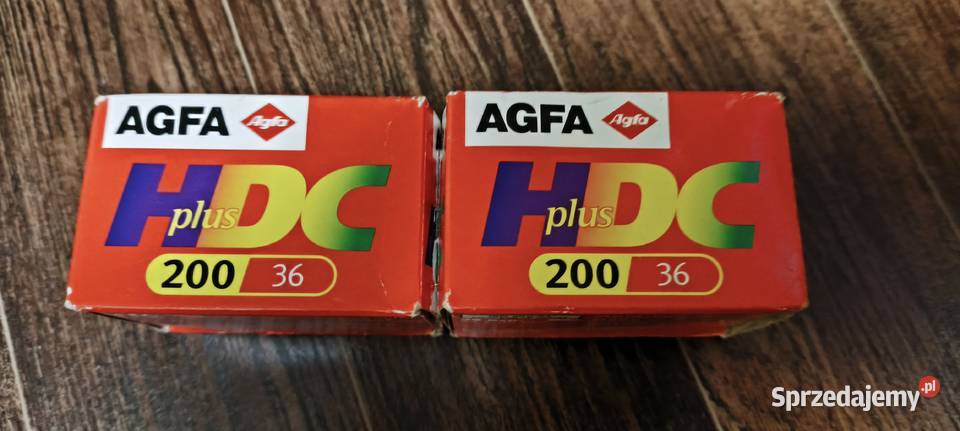 AGFA Agfa
HDC
plus
200 36
AGFA Agfa
HDC
plus
200 36
Sprzedajemy.pl